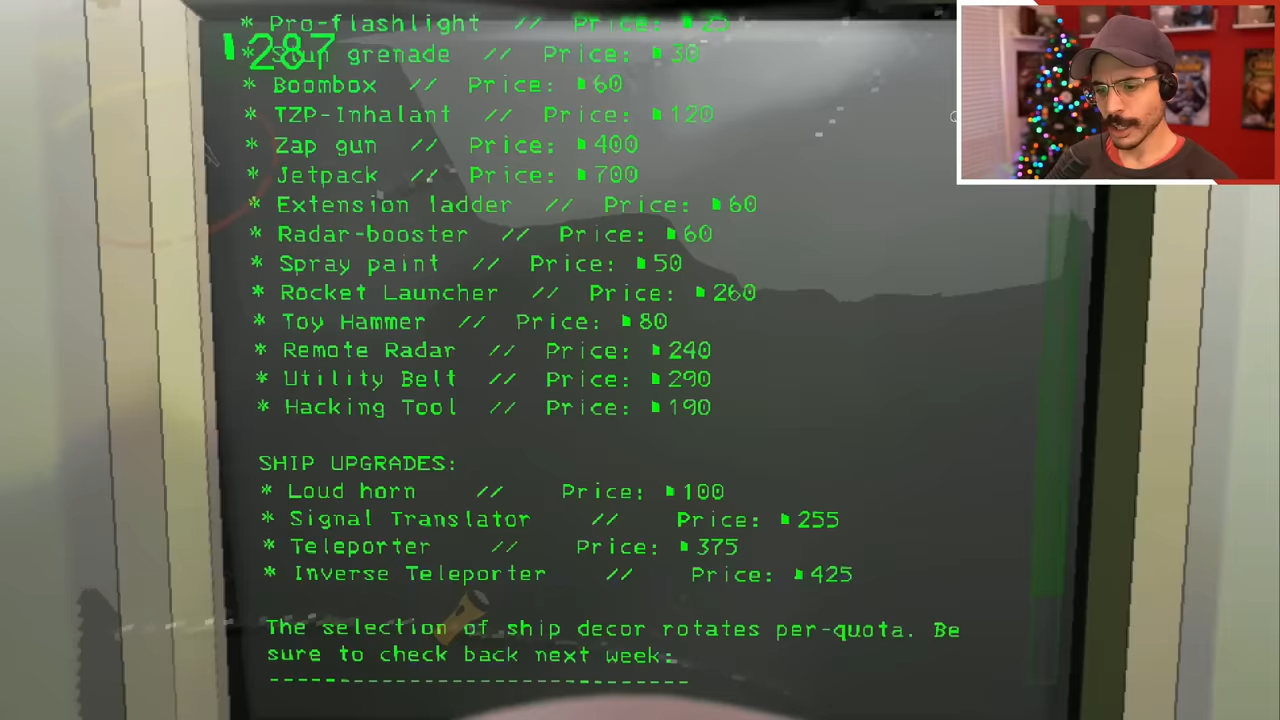 * Pro-flashlight // Price: ▮25
▮287
* Stun grenade // Price: ▮30
* Boombox // Price: ▮60
* TZP-Inhalant // Price: ▮120
* Zap gun // Price: ▮400
* Jetpack // Price: ▮700
* Extension ladder // Price: ▮60
* Radar-booster // Price: ▮60
* Spray paint // Price: ▮50
* Rocket Launcher // Price: ▮260
* Toy Hammer // Price: ▮80
* Remote Radar // Price: ▮240
* Utility Belt // Price: ▮290
* Hacking Tool // Price: ▮190
SHIP UPGRADES:
* Loud horn // Price: ▮100
* Signal Translator // Price: ▮255
* Teleporter // Price: ▮375
* Inverse Teleporter // Price: ▮425
The selection of ship decor rotates per-quota. Be
sure to check back next week:
------------------------------